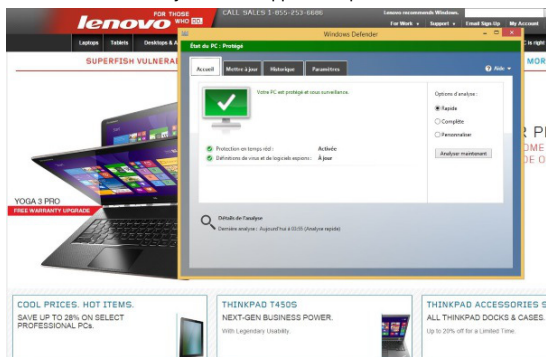 lenovo
FOR THOSE
WHO DO.
CALL SALES 1-855-253-6686
Lenovo recommends Windows.
For Work
Support
Email Sign-Up
My Account
Laptops
Tablets
Desktops & A
SUPERFISH VULNERA
MOR
Windows Defender
État du PC : Protégé
Accueil
Mettre à jour
Historique
Paramètres
Aide
Votre PC est protégé et sous surveillance.
Protection en temps réel :
Activée
Définitions de virus et de logiciels espions :
À jour
Options d'analyse :
Rapide
Complète
Personnaliser
Analyser maintenant
Détails de l'analyse
Dernière analyse : Aujourd'hui à 03:09 (Analyse rapide)
YOGA 3 PRO
FREE WARRANTY UPGRADE
COOL PRICES. HOT ITEMS.
SAVE UP TO 28% ON SELECT
PROFESSIONAL PCs.
THINKPAD T450S
NEXT-GEN BUSINESS POWER.
With Legendary Usability.
THINKPAD ACCESSORIES S
ALL THINKPAD DOCKS & CASES.
Up to 20% off for a Limited Time.